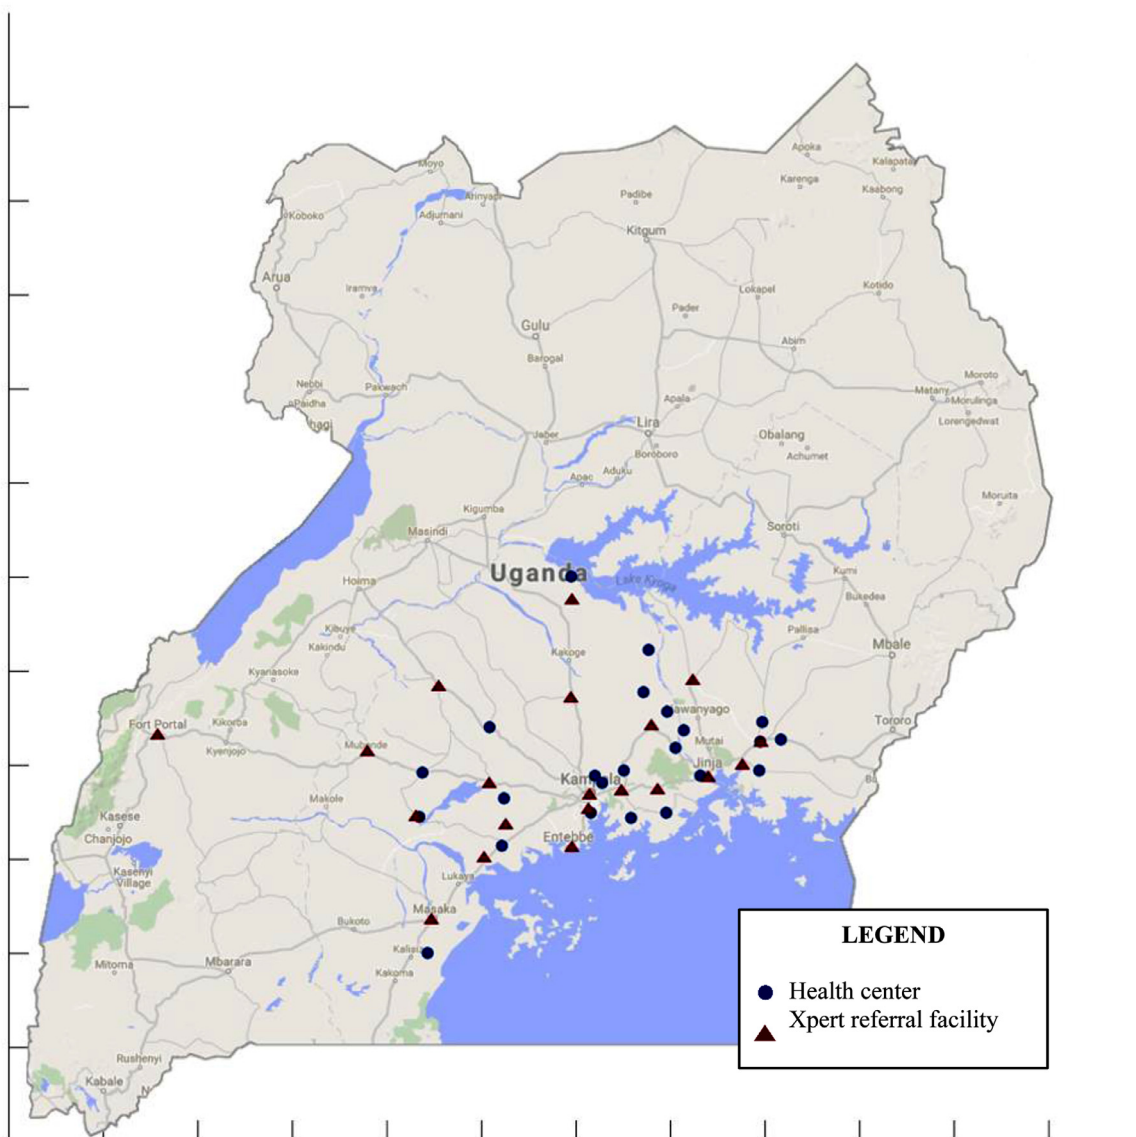 Apoka
Kalapata
Moyo
Karenga
Kaabong
Arinyapi
Padibe
Koboko
Adjumani
Kitgum
Arua
Iramva
Lokapel
Kotido
Pader
Gulu
Abim
Barogal
Moroto
Nebbi
Pakwach
Matany
Morulinga
Paidha
Apala
Lorengedwat
hagi
Lira
Jaber
Obalang
Boroboro
Achumet
Aduku
Apac
Moruita
Kigumba
Masindi
Soroti
Uganda
Kumi
Hoima
Lake Kyoga
Bukedea
Kibuye
Pallisa
Kakindu
Mbale
Kakoge
Kyanasoka
awanyago
Fort Portal
Kikorba
Tororo
Kyenjojo
Mubende
Mutai
Jinja
Kampala
Makole
Kasese
Chanjojo
Entebbe
Kasenyi
Village
Lukaya
Masaka
Bukoto
Kalisu
Mitoma
Mbarara
Kakoma
LEGEND
Health center
Xpert referral facility
Rushenyi
Kabale
N